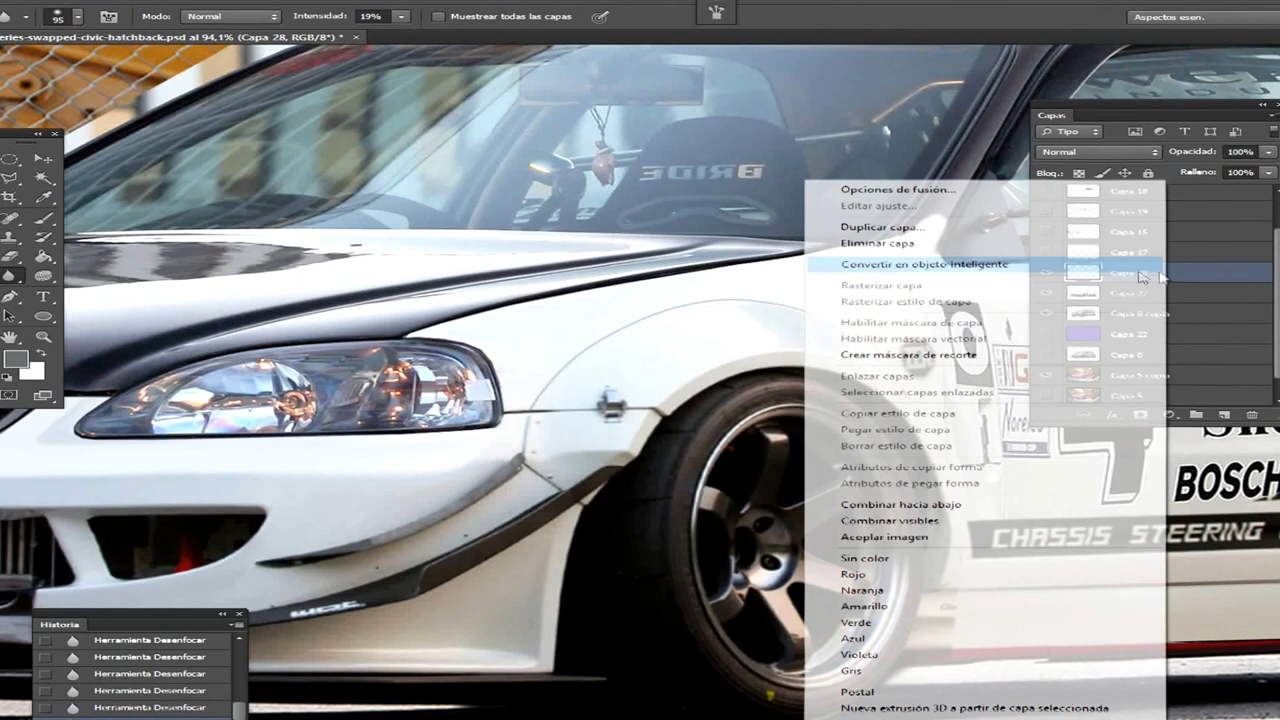 95
Modo:
Normal
Intensidad:
19%
Muestrear todas las capas
Aspectos esen.
eries-swapped-civic-hatchback.psd al 94,1% (Capa 28, RGB/8*) *
Capas
Tipo
Normal
Opacidad:
100%
Bloq.:
Relleno:
100%
BRIDE
Opciones de fusión...
Editar ajuste...
Duplicar capa...
Eliminar capa
Convertir en objeto inteligente
Rasterizar capa
Rasterizar estilo de capa
Habilitar máscara de capa
Habilitar máscara vectorial
Crear máscara de recorte
Enlazar capas
Seleccionar capas enlazadas
Copiar estilo de capa
Pegar estilo de capa
Borrar estilo de capa
Atributos de copiar forma
Atributos de pegar forma
Combinar hacia abajo
Combinar visibles
Acoplar imagen
Sin color
Rojo
Naranja
Amarillo
Verde
Azul
Violeta
Gris
Postal
Nueva extrusión 3D a partir de capa seleccionada
BOSCH
CHASSIS STEERING
Historia
Herramienta Desenfocar
Herramienta Desenfocar
Herramienta Desenfocar
Herramienta Desenfocar
Herramienta Desenfocar